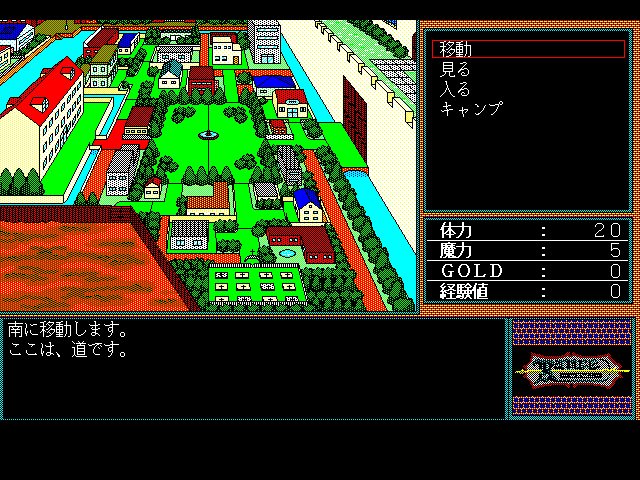 移動
見る
入る
キャンプ
体力 : 20
魔力 : 5
GOLD : 0
経験値 : 0
南に移動します。
ここは、道です。